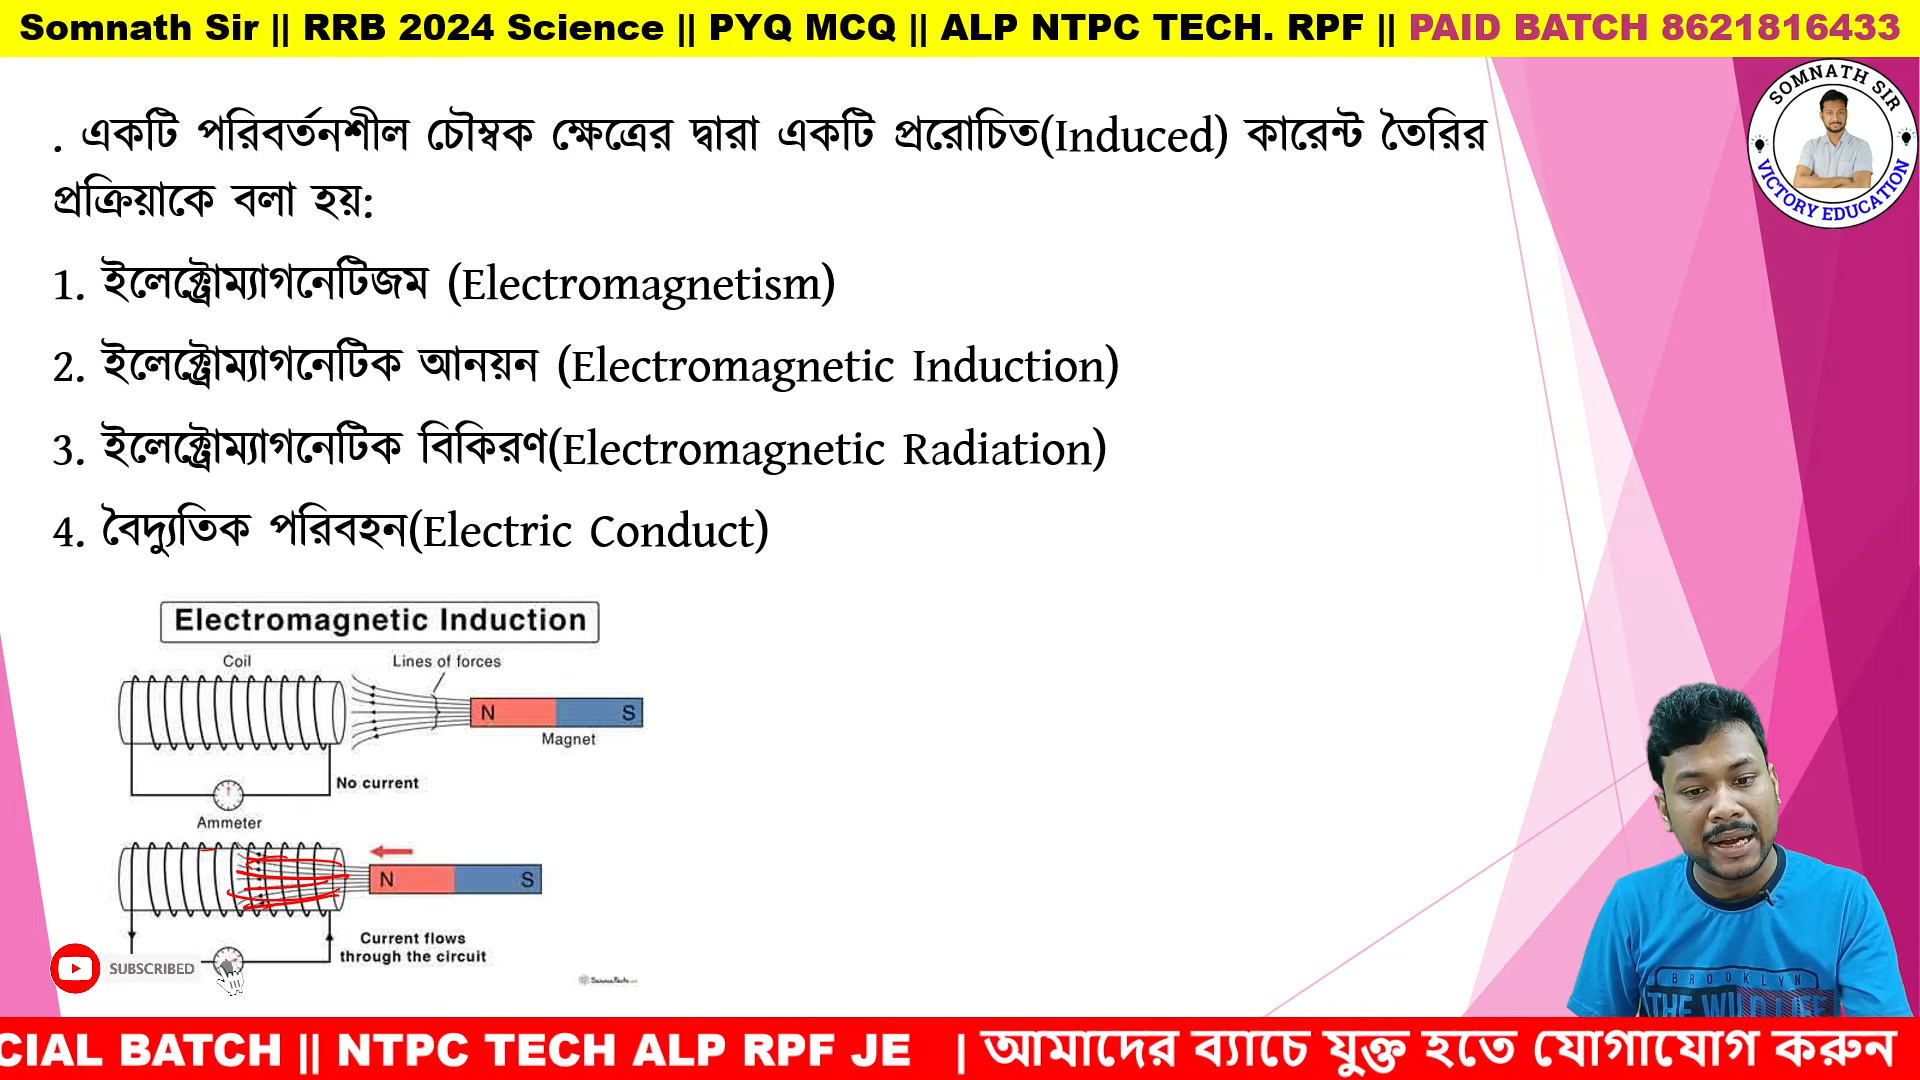 Somnath Sir || RRB 2024 Science || PYQ MCQ || ALP NTPC TECH. RPF || PAID BATCH 8621816433
SOMNATH SIR
VICTORY EDUCATION
. একটি পরিবর্তনশীল চৌম্বক ক্ষেত্রের দ্বারা একটি প্ররোচিত(Induced) কারেন্ট তৈরির
প্রক্রিয়াকে বলা হয়:
1. ইলেক্ট্রোম্যাগনেটিজম (Electromagnetism)
2. ইলেক্ট্রোম্যাগনেটিক আনয়ন (Electromagnetic Induction)
3. ইলেক্ট্রোম্যাগনেটিক বিকিরণ(Electromagnetic Radiation)
4. বৈদ্যুতিক পরিবহন(Electric Conduct)
Electromagnetic Induction
Coil
Lines of forces
N
S
Magnet
No current
Ammeter
N
S
Current flows
through the circuit
SUBSCRIBED
BROOKLYN
THE WILD LIFE
CIAL BATCH || NTPC TECH ALP RPF JE | আমাদের ব্যাচে যুক্ত হতে যোগাযোগ করুন